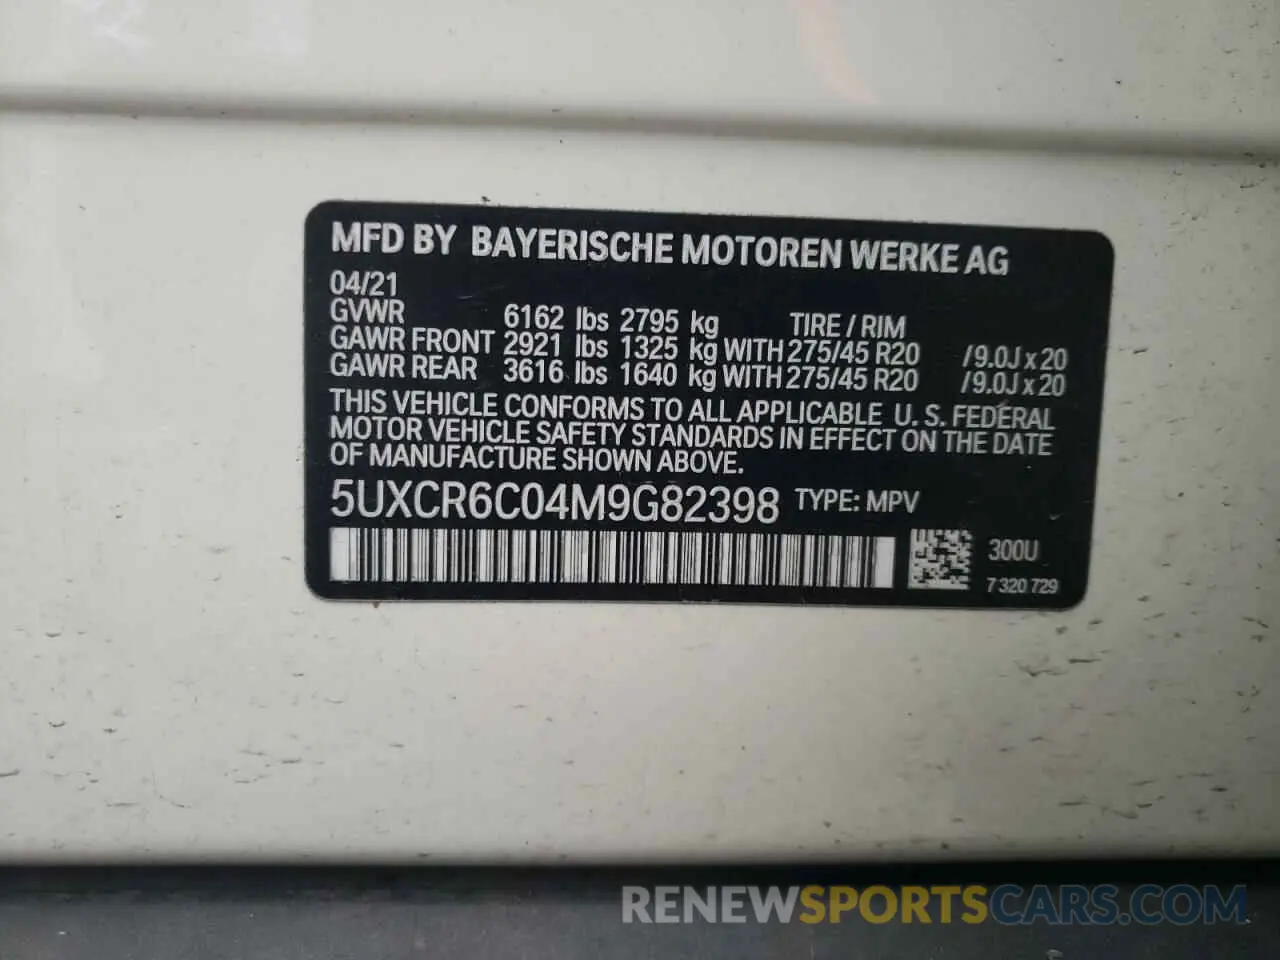 MFD BY BAYERISCHE MOTOREN WERKE AG
04/21
GVWR 6162 lbs 2795 kg TIRE / RIM
GAWR FRONT 2921 lbs 1325 kg WITH 275/45 R20 /9.0J x 20
GAWR REAR 3616 lbs 1640 kg WITH 275/45 R20 /9.0J x 20
THIS VEHICLE CONFORMS TO ALL APPLICABLE U. S. FEDERAL
MOTOR VEHICLE SAFETY STANDARDS IN EFFECT ON THE DATE
OF MANUFACTURE SHOWN ABOVE.
5UXCR6C04M9G82398 TYPE: MPV
300U
7 320 729
RENEWSPORTSCARS.COM